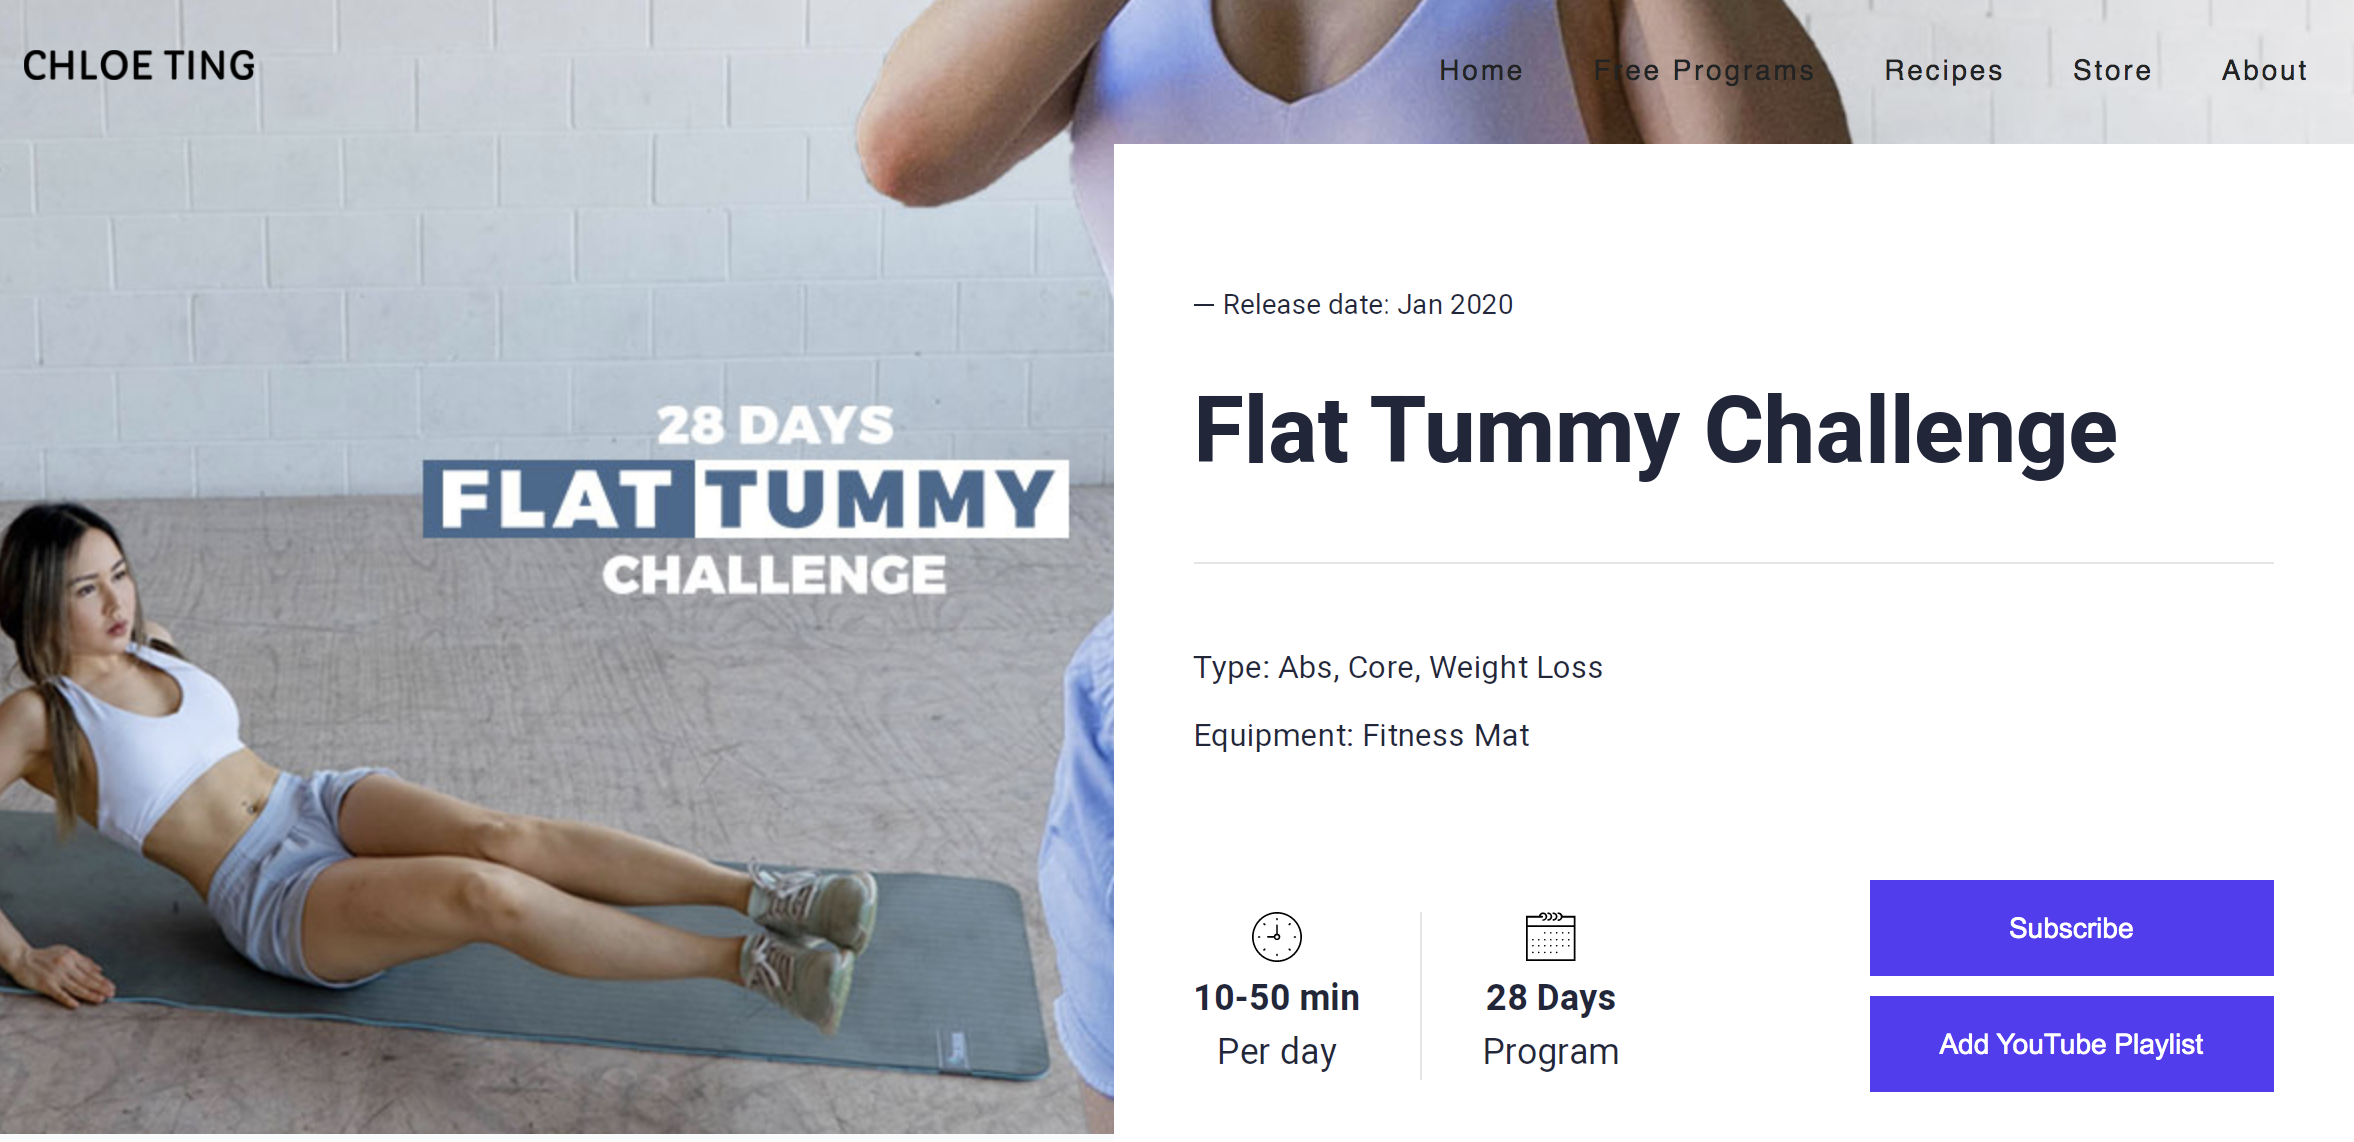 CHLOE TING
Home Free Programs Recipes Store About
28 DAYS
FLAT TUMMY
CHALLENGE
— Release date: Jan 2020
Flat Tummy Challenge
Type: Abs, Core, Weight Loss
Equipment: Fitness Mat
10-50 min
Per day
28 Days
Program
Subscribe
Add YouTube Playlist